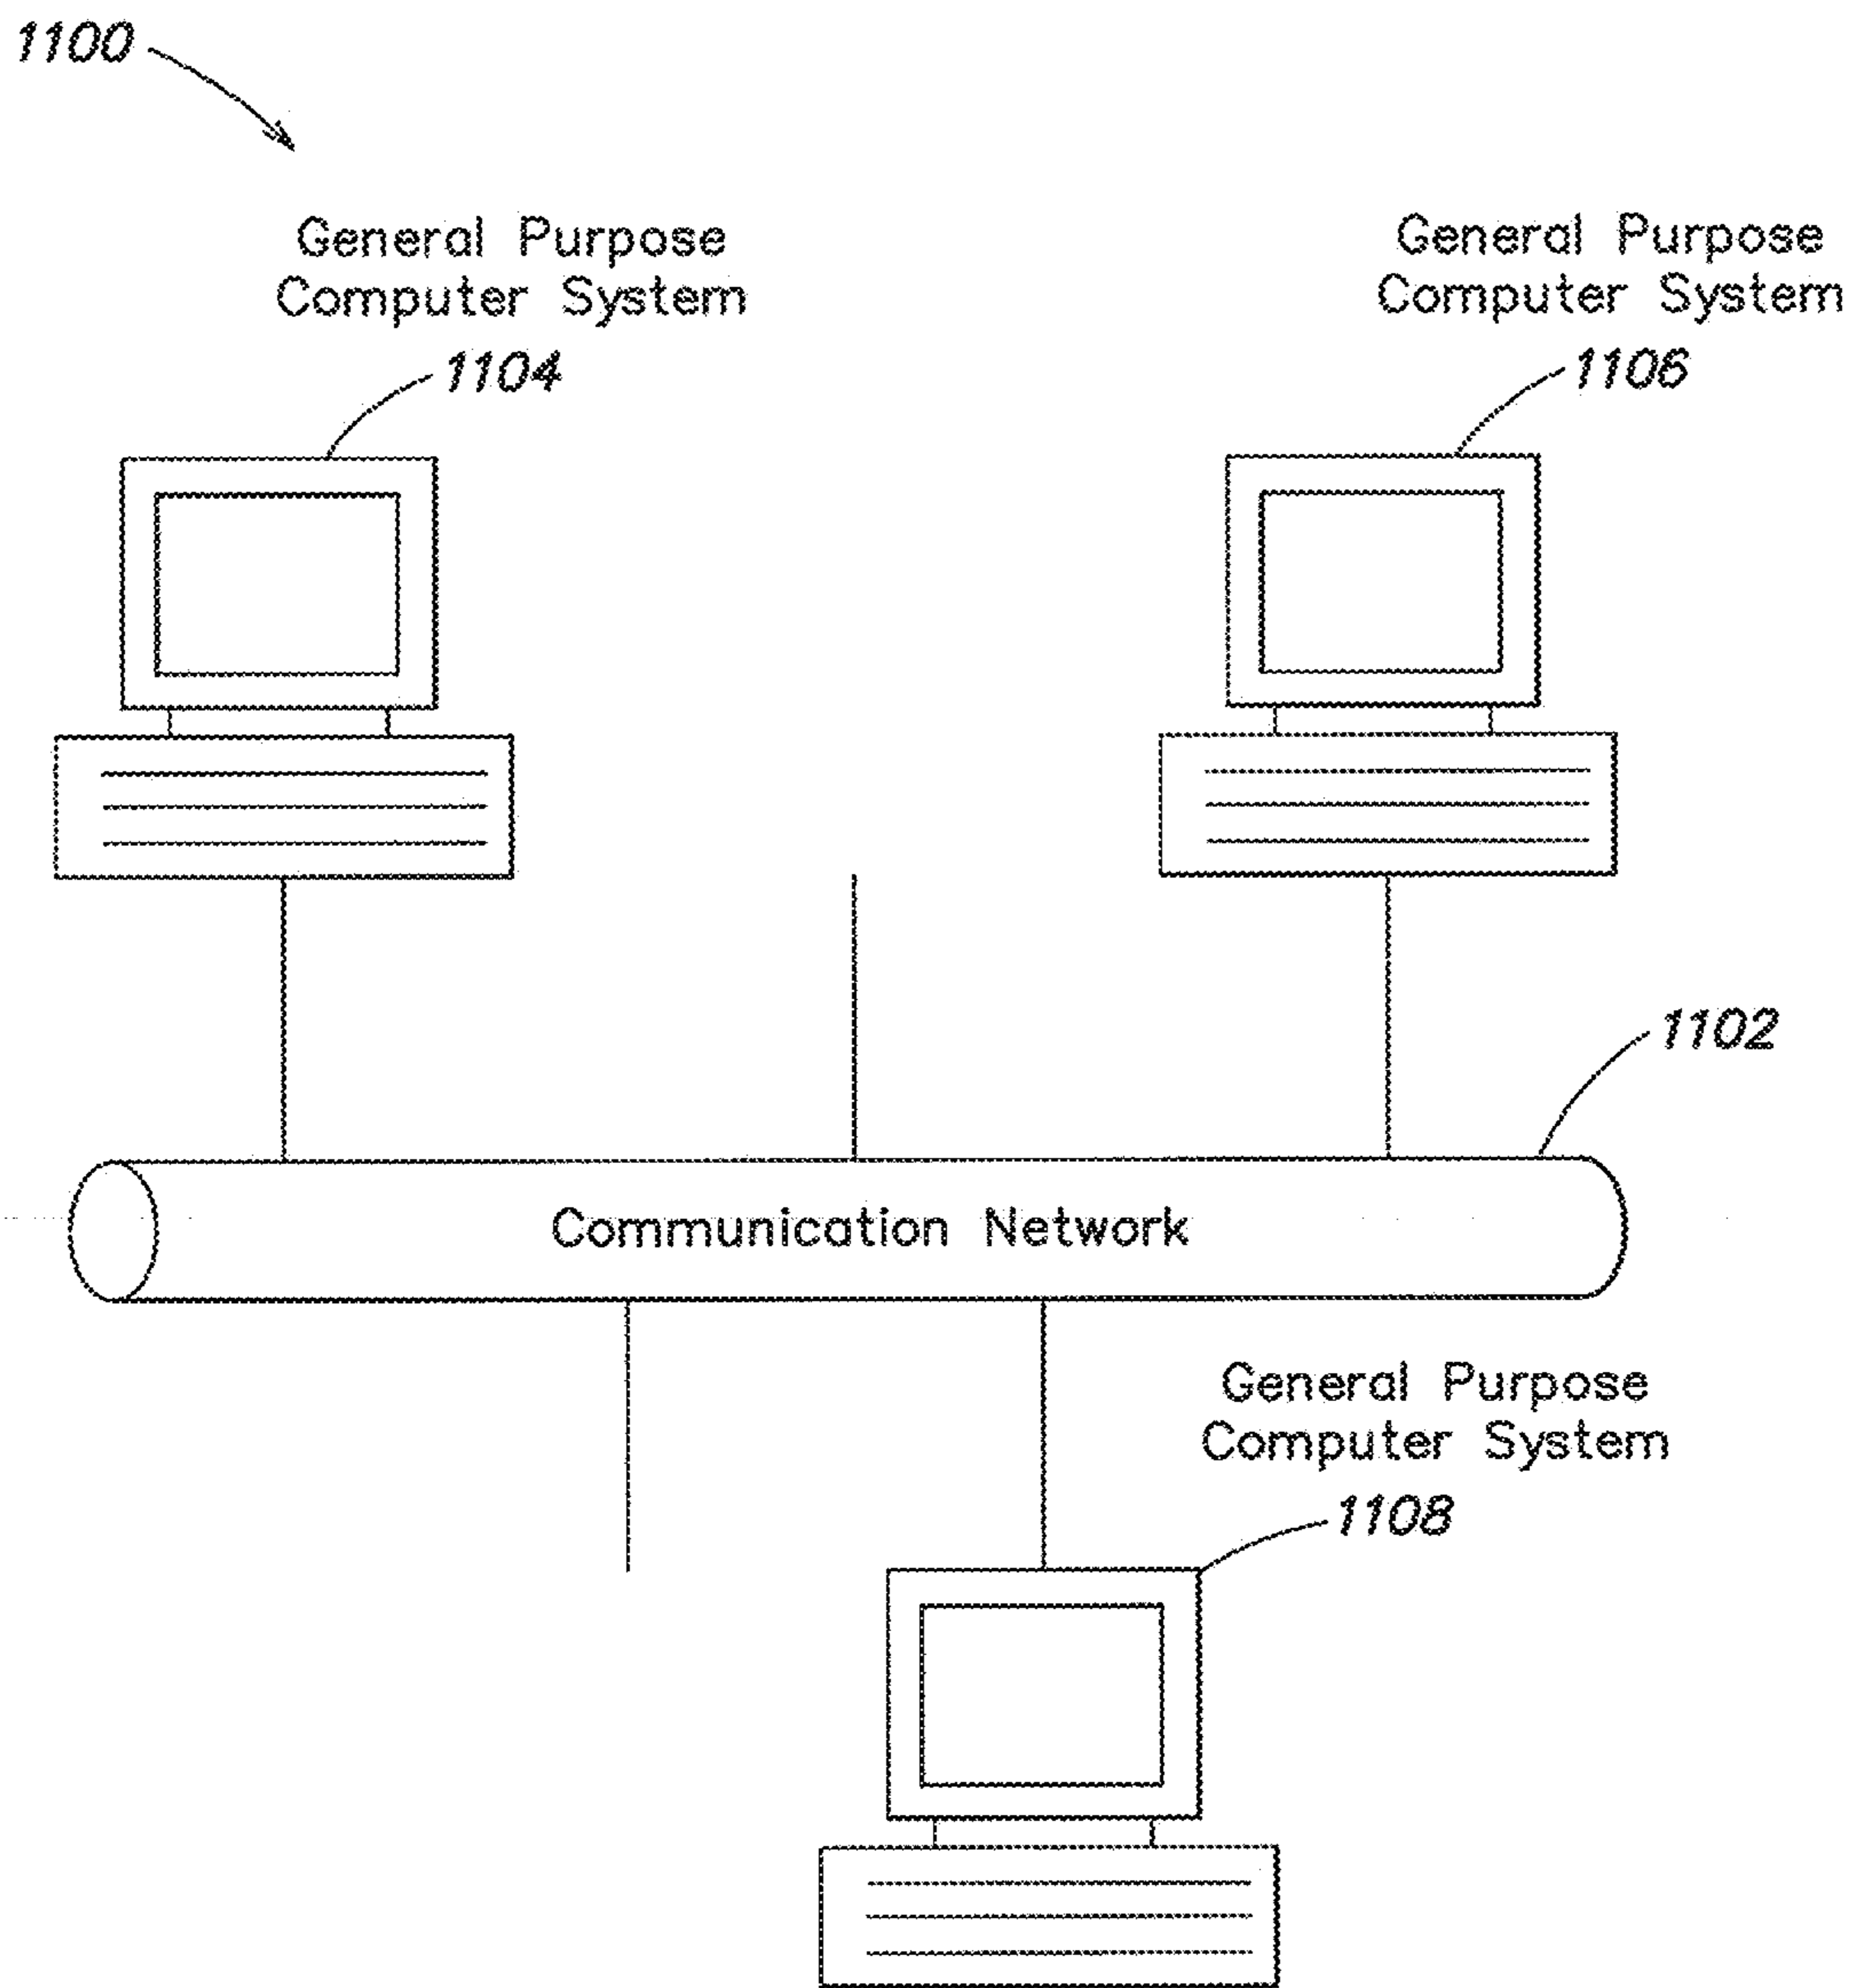 1100
General Purpose
Computer System
1104
General Purpose
Computer System
1106
1102
Communication Network
General Purpose
Computer System
1108